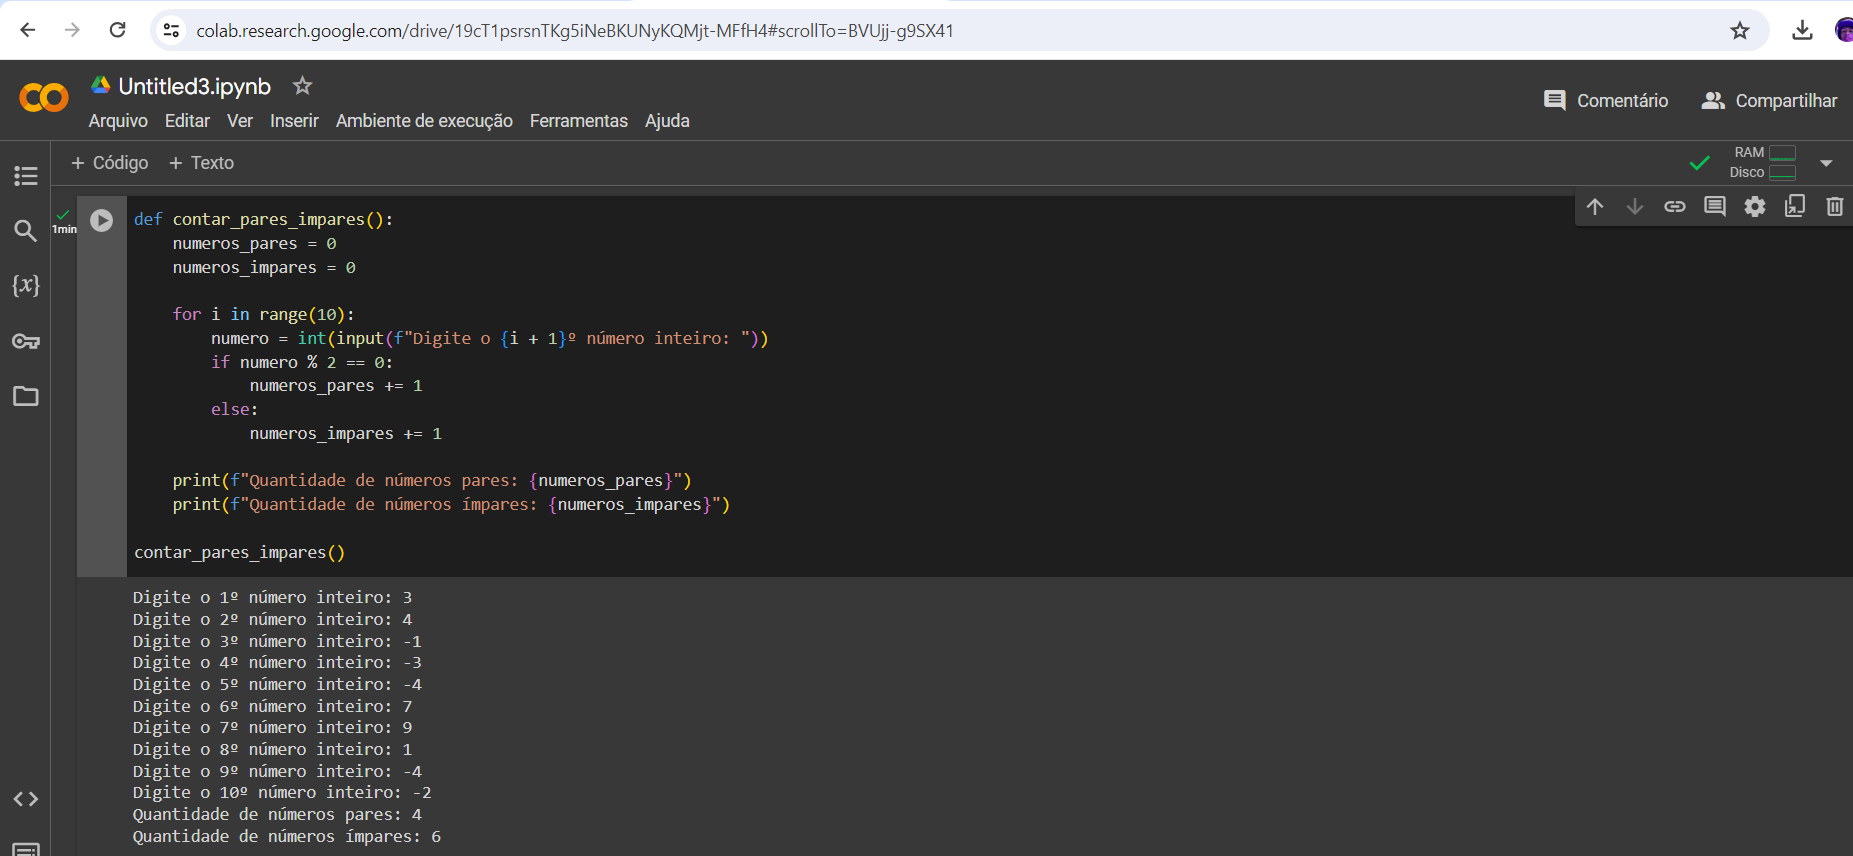 colab.research.google.com/drive/19cT1psrsnTKg5iNeBKUNyKQMjt-MFfH4#scrollTo=BVUjj-g9SX41
Untitled3.ipynb
Comentário Compartilhar
Arquivo Editar Ver Inserir Ambiente de execução Ferramentas Ajuda
+ Código + Texto
RAM
Disco
1min
{x}
def contar_pares_impares():
    numeros_pares = 0
    numeros_impares = 0
    for i in range(10):
        numero = int(input(f"Digite o {i + 1}º número inteiro: "))
        if numero % 2 == 0:
            numeros_pares += 1
        else:
            numeros_impares += 1
    print(f"Quantidade de números pares: {numeros_pares}")
    print(f"Quantidade de números ímpares: {numeros_impares}")
contar_pares_impares()
Digite o 1º número inteiro: 3
Digite o 2º número inteiro: 4
Digite o 3º número inteiro: -1
Digite o 4º número inteiro: -3
Digite o 5º número inteiro: -4
Digite o 6º número inteiro: 7
Digite o 7º número inteiro: 9
Digite o 8º número inteiro: 1
Digite o 9º número inteiro: -4
Digite o 10º número inteiro: -2
Quantidade de números pares: 4
Quantidade de números ímpares: 6